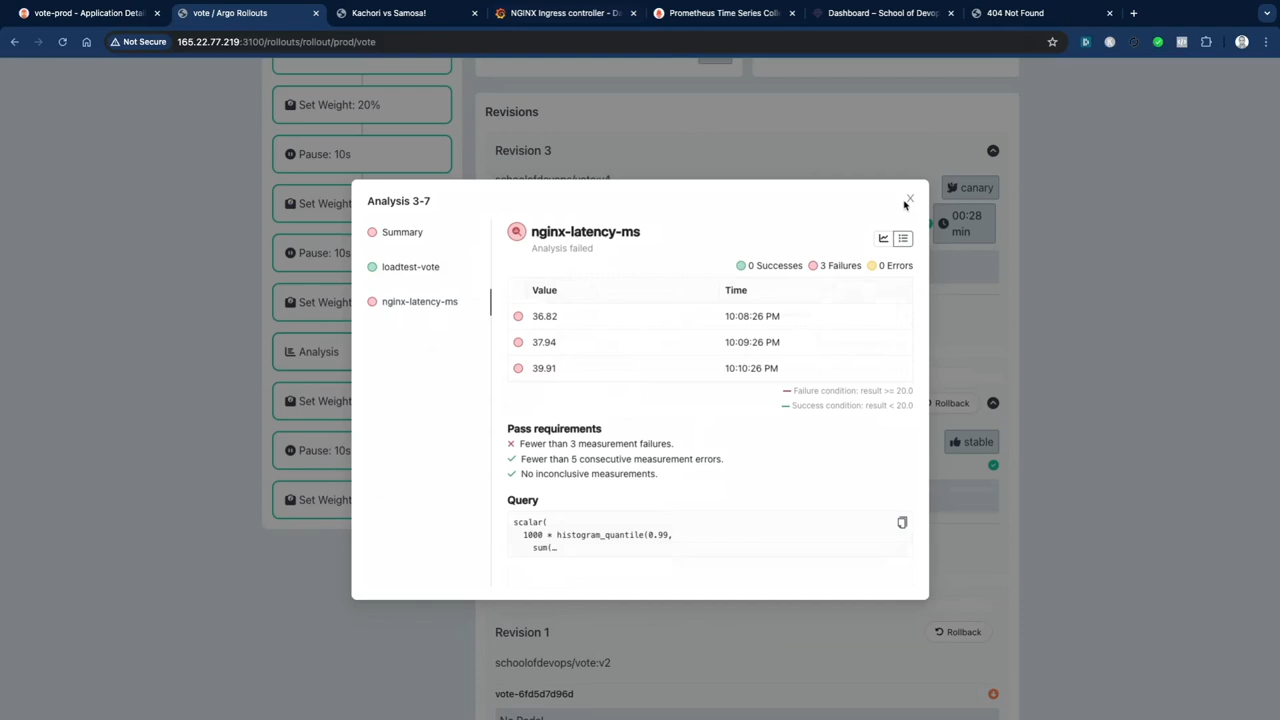 vote-prod - Application Detai
vote / Argo Rollouts
Kachori vs Samosa!
NGINX Ingress controller - Da
Prometheus Time Series Colle
Dashboard – School of Devop
404 Not Found
Not Secure
165.22.77.219:3100/rollouts/rollout/prod/vote
Set Weight: 20%
Pause: 10s
Set Weight
Pause: 10s
Set Weight
Analysis
Set Weight
Pause: 10s
Set Weight
Revisions
Revision 3
schoolofdevops/vote:v4
canary
00:28
min
Rollback
stable
Analysis 3-7
Summary
loadtest-vote
nginx-latency-ms
nginx-latency-ms
Analysis failed
0 Successes 3 Failures 0 Errors
Value Time
36.82 10:08:26 PM
37.94 10:09:26 PM
39.91 10:10:26 PM
Failure condition: result >= 20.0
Success condition: result < 20.0
Pass requirements
Fewer than 3 measurement failures.
Fewer than 5 consecutive measurement errors.
No inconclusive measurements.
Query
scalar(
1000 * histogram_quantile(0.99,
sum(…
Revision 1
Rollback
schoolofdevops/vote:v2
vote-6fd5d7d96d
No Pods!